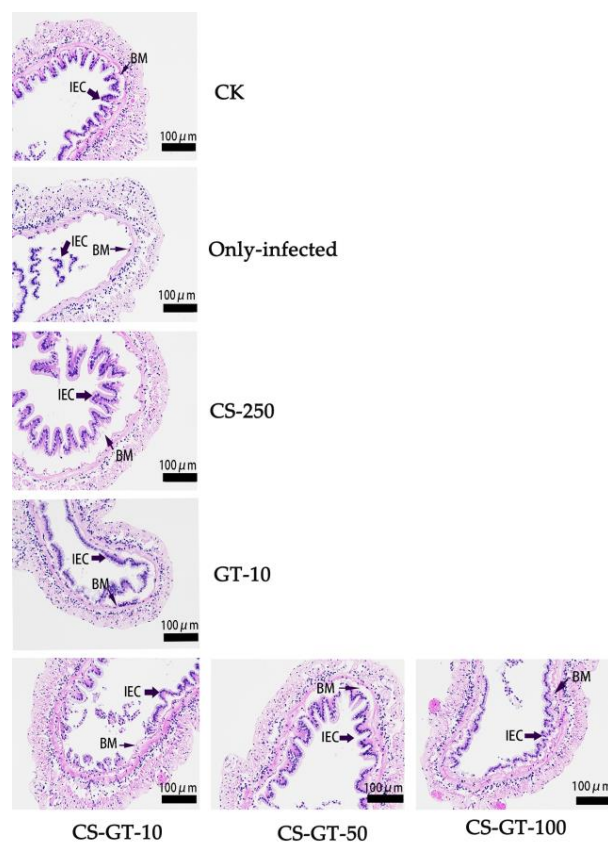 BM
IEC
100 μm
CK
IEC
BM
100 μm
Only-infected
IEC
BM
100 μm
CS-250
IEC
BM
100 μm
GT-10
IEC
BM
100 μm
BM
IEC
100 μm
BM
IEC
100 μm
CS-GT-10
CS-GT-50
CS-GT-100